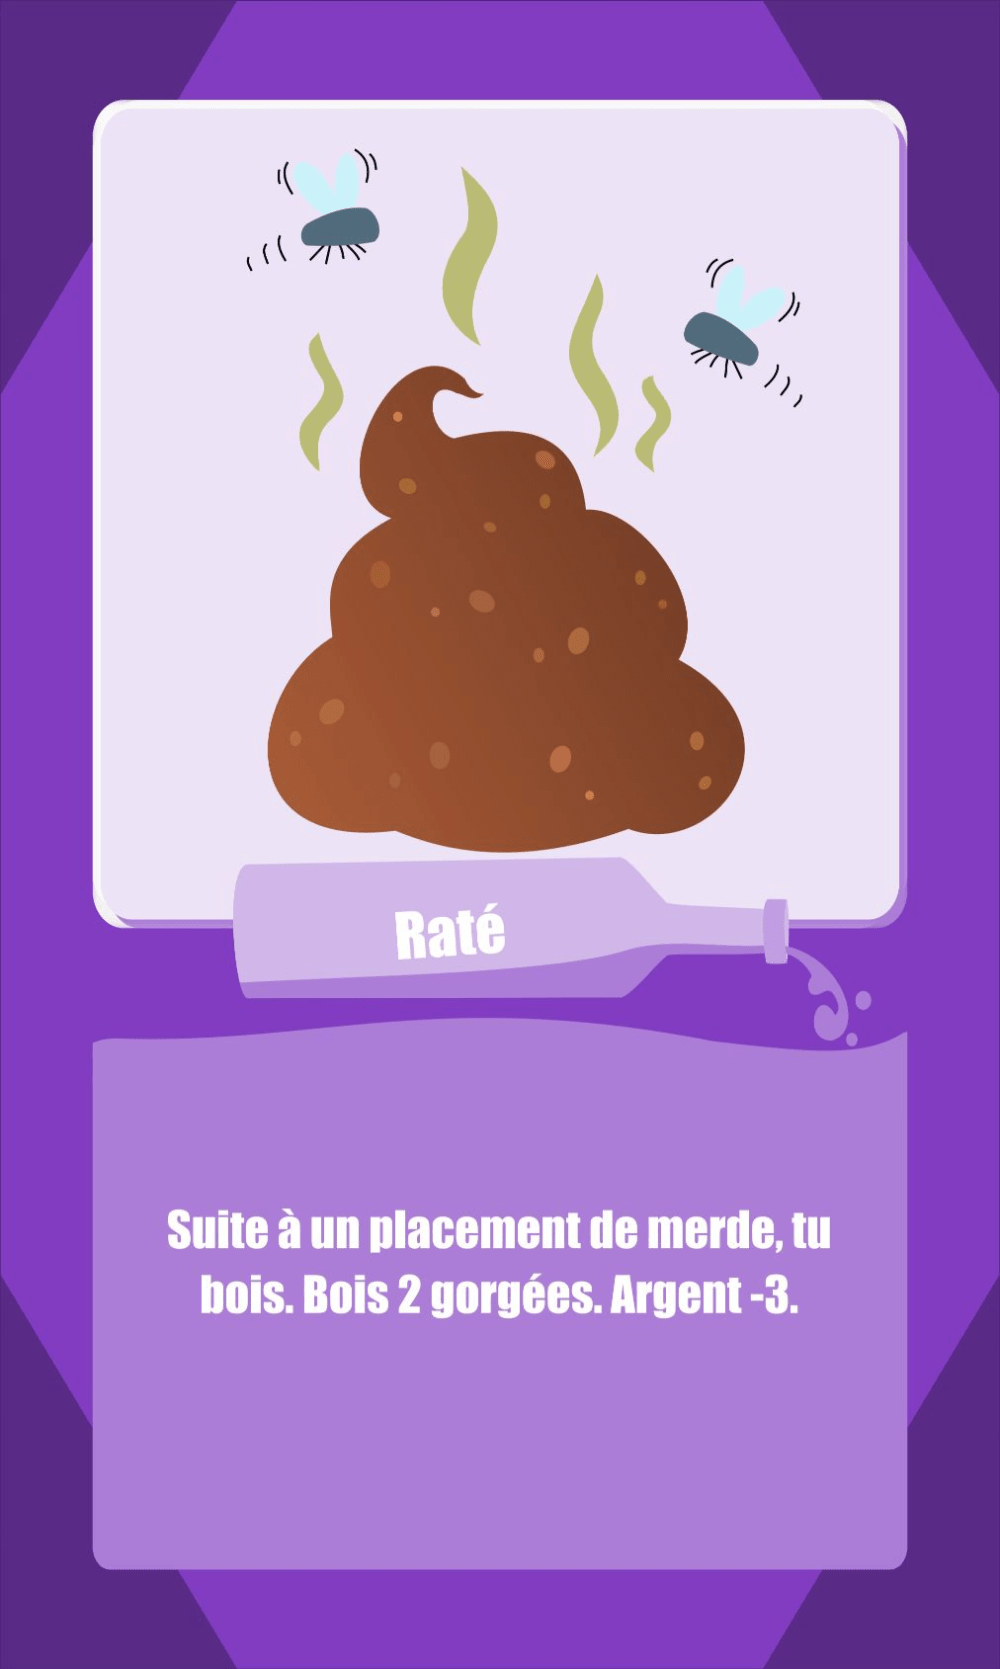 Raté
Suite à un placement de merde, tu
bois. Bois 2 gorgées. Argent -3.